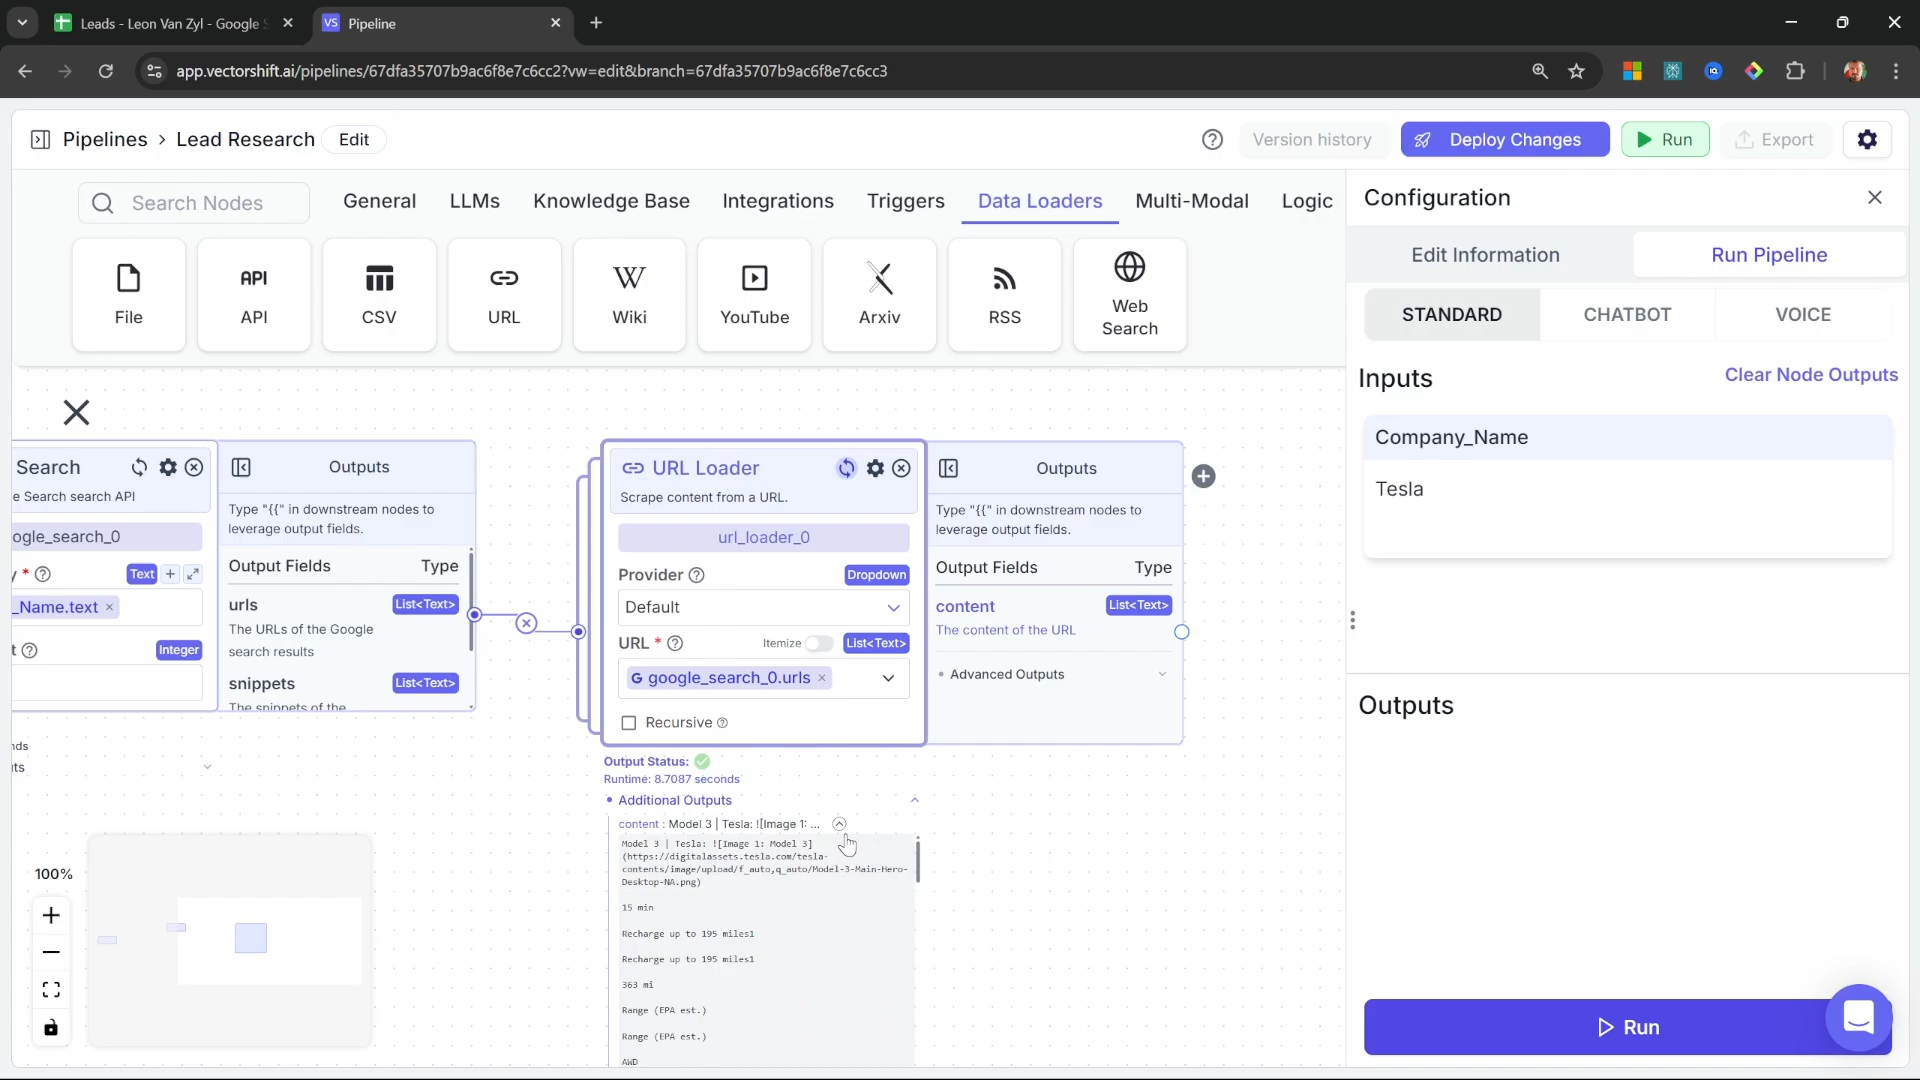 Leads - Leon Van Zyl - Google S
VS Pipeline
app.vectorshift.ai/pipelines/67dfa35707b9ac6f8e7c6cc2?vw=edit&branch=67dfa35707b9ac6f8e7c6cc3
Pipelines > Lead Research Edit
Version history
Deploy Changes
Run
Export
Search Nodes
General
LLMs
Knowledge Base
Integrations
Triggers
Data Loaders
Multi-Modal
Logic
File
API
API
CSV
URL
W
Wiki
YouTube
Arxiv
RSS
Web
Search
Search
e Search search API
ogle_search_0
y * Text
_Name.text ×
t Integer
nds
ts
Outputs
Type "{{" in downstream nodes to
leverage output fields.
Output Fields Type
urls List<Text>
The URLs of the Google
search results
snippets List<Text>
The snippets of the
URL Loader
Scrape content from a URL.
url_loader_0
Provider Dropdown
Default
URL * Itemize List<Text>
G google_search_0.urls ×
Recursive
Output Status:
Runtime: 8.7087 seconds
Additional Outputs
content : Model 3 | Tesla: ![Image 1: ...
Model 3 | Tesla: ![Image 1: Model 3]
(https://digitalassets.tesla.com/tesla-
contents/image/upload/f_auto,q_auto/Model-3-Main-Hero-
Desktop-NA.png)
15 min
Recharge up to 195 miles1
Recharge up to 195 miles1
363 mi
Range (EPA est.)
Range (EPA est.)
AWD
Outputs
Type "{{" in downstream nodes to
leverage output fields.
Output Fields Type
content List<Text>
The content of the URL
Advanced Outputs
100%
Configuration
Edit Information
Run Pipeline
STANDARD
CHATBOT
VOICE
Inputs
Clear Node Outputs
Company_Name
Tesla
Outputs
Run